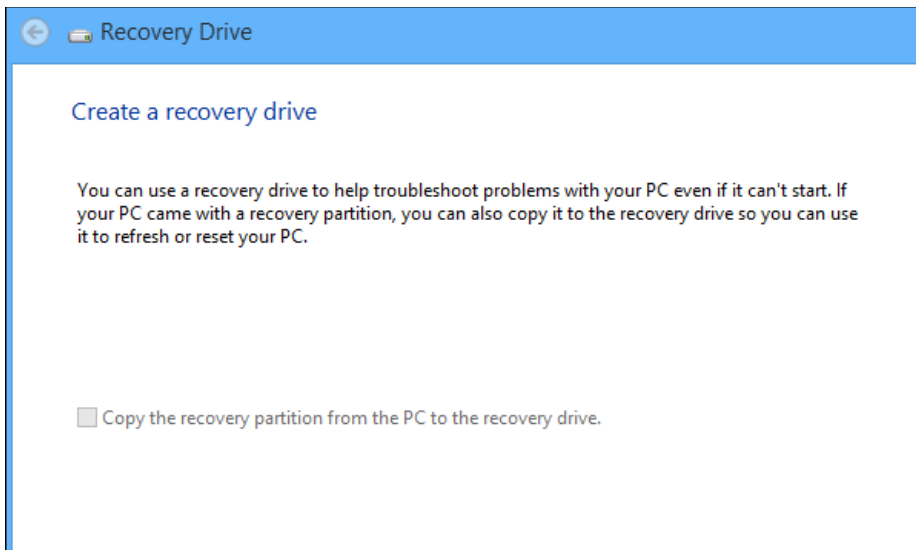 Recovery Drive
Create a recovery drive
You can use a recovery drive to help troubleshoot problems with your PC even if it can't start. If
your PC came with a recovery partition, you can also copy it to the recovery drive so you can use
it to refresh or reset your PC.
Copy the recovery partition from the PC to the recovery drive.